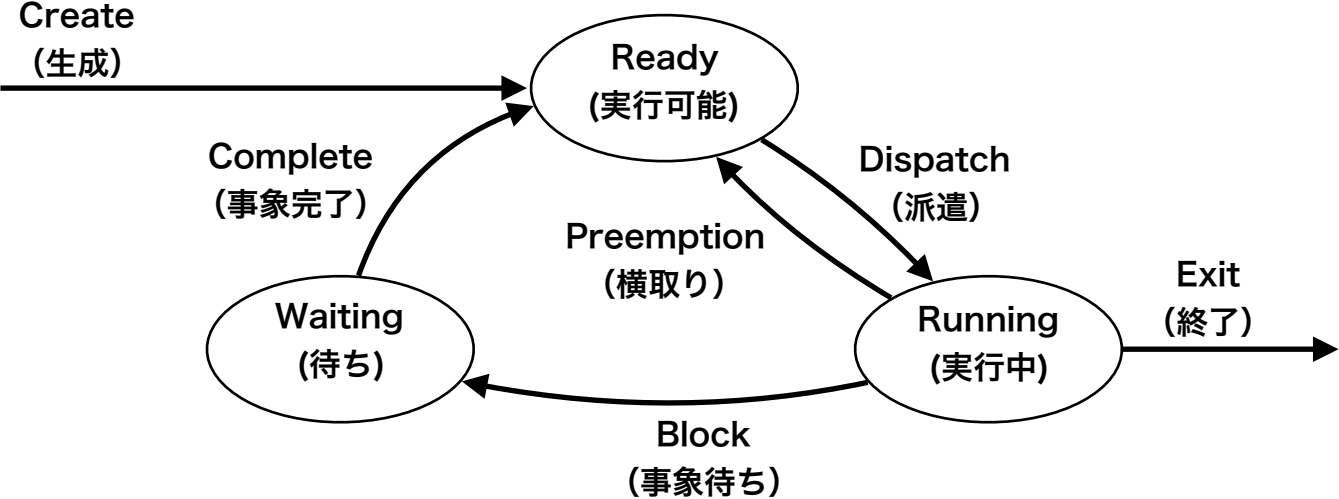 Create
（生成）
Ready
(実行可能)
Complete
（事象完了）
Dispatch
（派遣）
Preemption
（横取り）
Exit
（終了）
Waiting
(待ち)
Running
(実行中)
Block
（事象待ち）